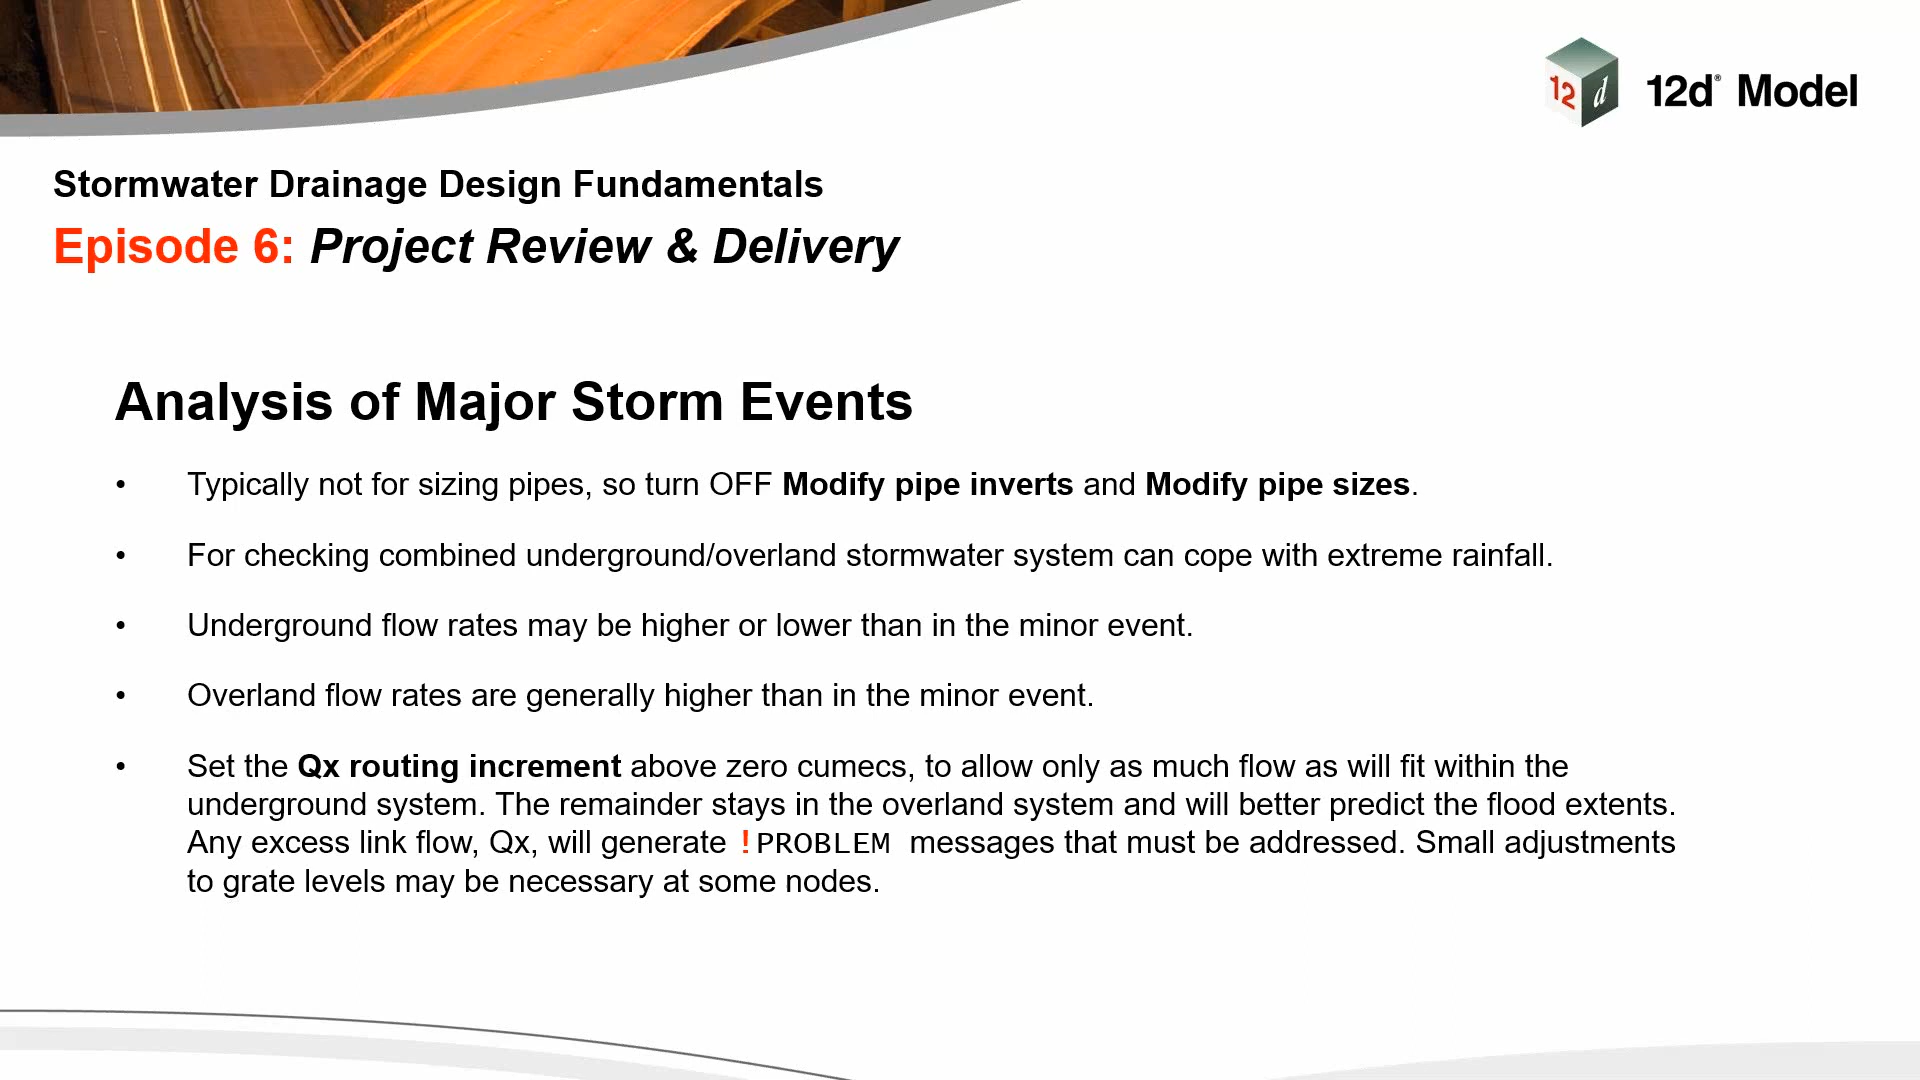 12d
12d® Model
Stormwater Drainage Design Fundamentals
Episode 6: Project Review & Delivery
Analysis of Major Storm Events
• Typically not for sizing pipes, so turn OFF Modify pipe inverts and Modify pipe sizes.
• For checking combined underground/overland stormwater system can cope with extreme rainfall.
• Underground flow rates may be higher or lower than in the minor event.
• Overland flow rates are generally higher than in the minor event.
• Set the Qx routing increment above zero cumecs, to allow only as much flow as will fit within the
underground system. The remainder stays in the overland system and will better predict the flood extents.
Any excess link flow, Qx, will generate !PROBLEM messages that must be addressed. Small adjustments
to grate levels may be necessary at some nodes.